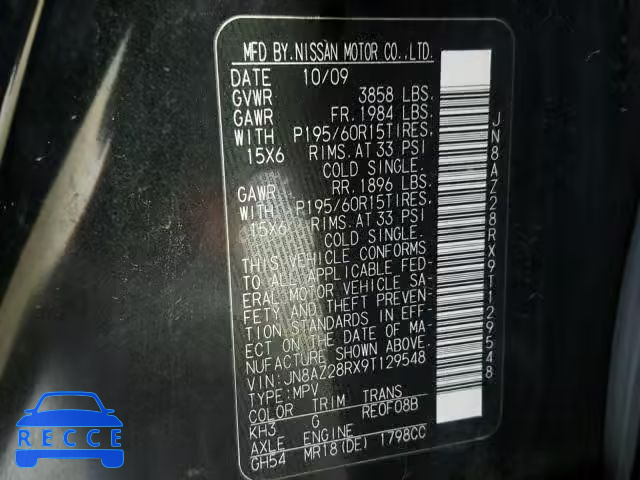 MFD BY.NISSAN MOTOR CO.,LTD.
DATE 10/09
GVWR 3858 LBS.
GAWR FR. 1984 LBS.
WITH P195/60R15TIRES.
15X6 RIMS. AT 33 PSI
COLD SINGLE.
GAWR RR. 1896 LBS.
WITH P195/60R15TIRES.
15X6 RIMS. AT 33 PSI
COLD SINGLE.
THIS VEHICLE CONFORMS
TO ALL APPLICABLE FED-
ERAL MOTOR VEHICLE SA-
FETY AND THEFT PREVEN-
TION STANDARDS IN EFF-
ECT ON THE DATE OF MA-
NUFACTURE SHOWN ABOVE.
VIN: JN8AZ28RX9T129548
TYPE: MPV
COLOR TRIM TRANS
KH3 G RE0F08B
AXLE ENGINE
GH54 MR18(DE) 1798CC
JN8AZ28RX9T129548
RECCE